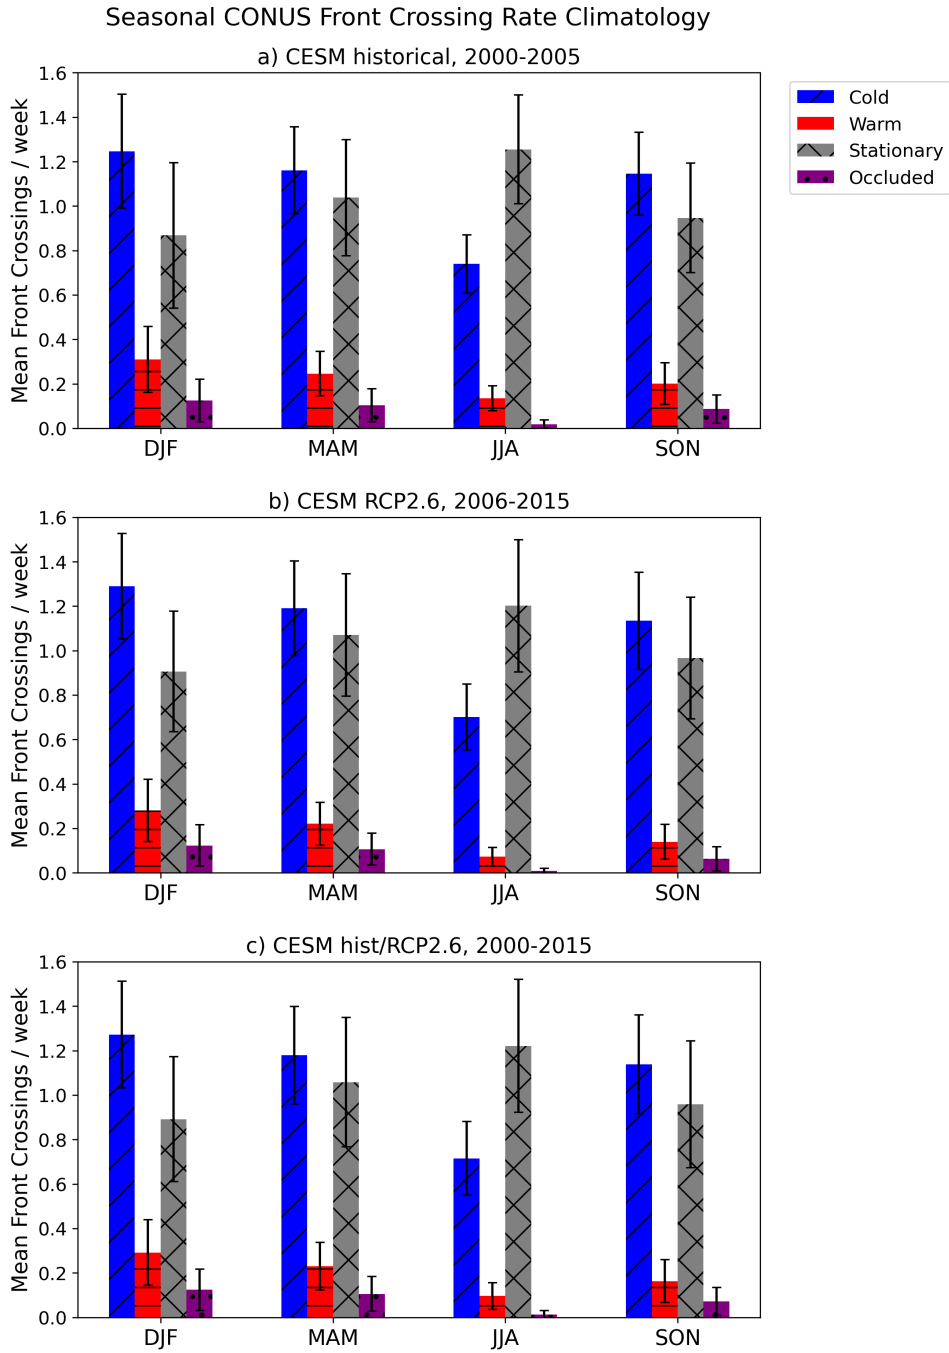 Seasonal CONUS Front Crossing Rate Climatology
a) CESM historical, 2000-2005
Mean Front Crossings / week
1.6
1.4
1.2
1.0
0.8
0.6
0.4
0.2
0.0
DJF MAM JJA SON
Cold
Warm
Stationary
Occluded
b) CESM RCP2.6, 2006-2015
Mean Front Crossings / week
1.6
1.4
1.2
1.0
0.8
0.6
0.4
0.2
0.0
DJF MAM JJA SON
c) CESM hist/RCP2.6, 2000-2015
Mean Front Crossings / week
1.6
1.4
1.2
1.0
0.8
0.6
0.4
0.2
0.0
DJF MAM JJA SON